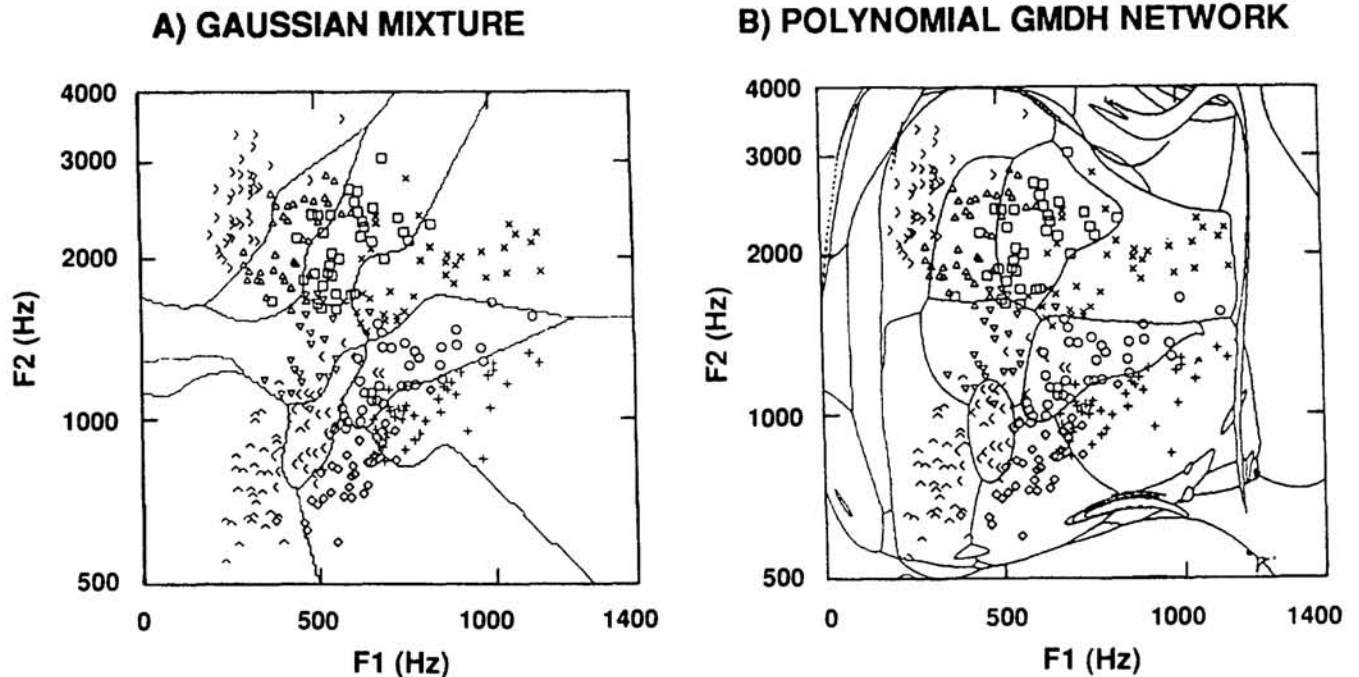 A) GAUSSIAN MIXTURE
4000
3000
2000
1000
500
F2 (Hz)
0 500 1000 1400
F1 (Hz)
B) POLYNOMIAL GMDH NETWORK
4000
3000
2000
1000
500
F2 (Hz)
0 500 1000 1400
F1 (Hz)